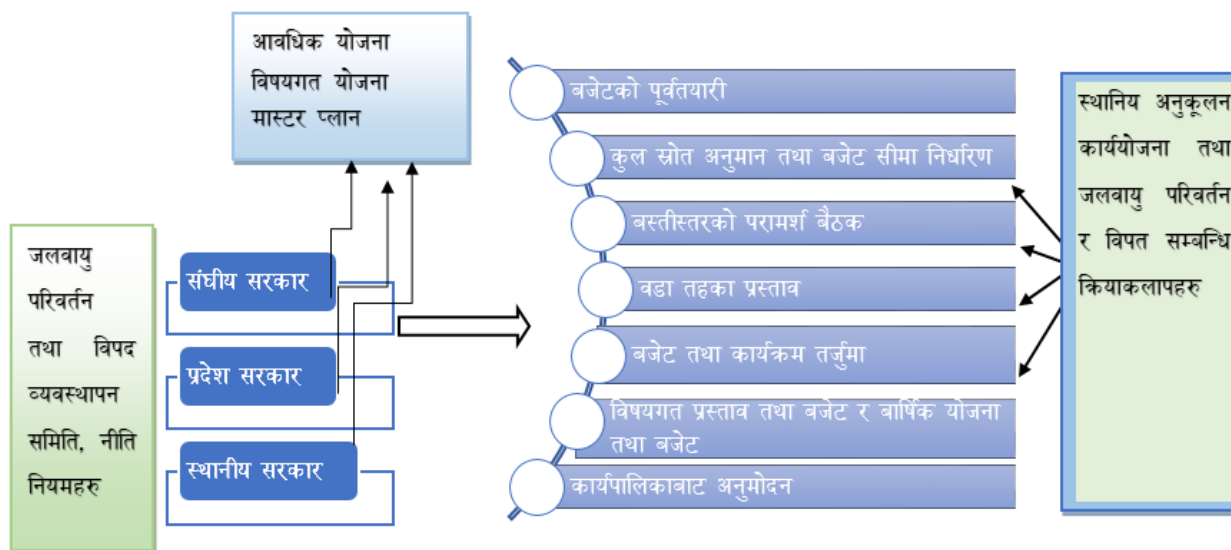 आवधिक योजना
विषयगत योजना
मास्टर प्लान
जलवायु
परिवर्तन
तथा विपद
व्यवस्थापन
समिति, नीति
नियमहरु
संघीय सरकार
प्रदेश सरकार
स्थानीय सरकार
बजेटको पूर्वतयारी
कुल स्रोत अनुमान तथा बजेट सीमा निर्धारण
बस्तीस्तरको परामर्श बैठक
वडा तहका प्रस्ताव
बजेट तथा कार्यक्रम तर्जुमा
विषयगत प्रस्ताव तथा बजेट र बार्षिक योजना
तथा बजेट
कार्यपालिकाबाट अनुमोदन
स्थानिय अनुकूलन
कार्ययोजना तथा
जलवायु परिवर्तन
र विपत सम्बन्धि
क्रियाकलापहरु